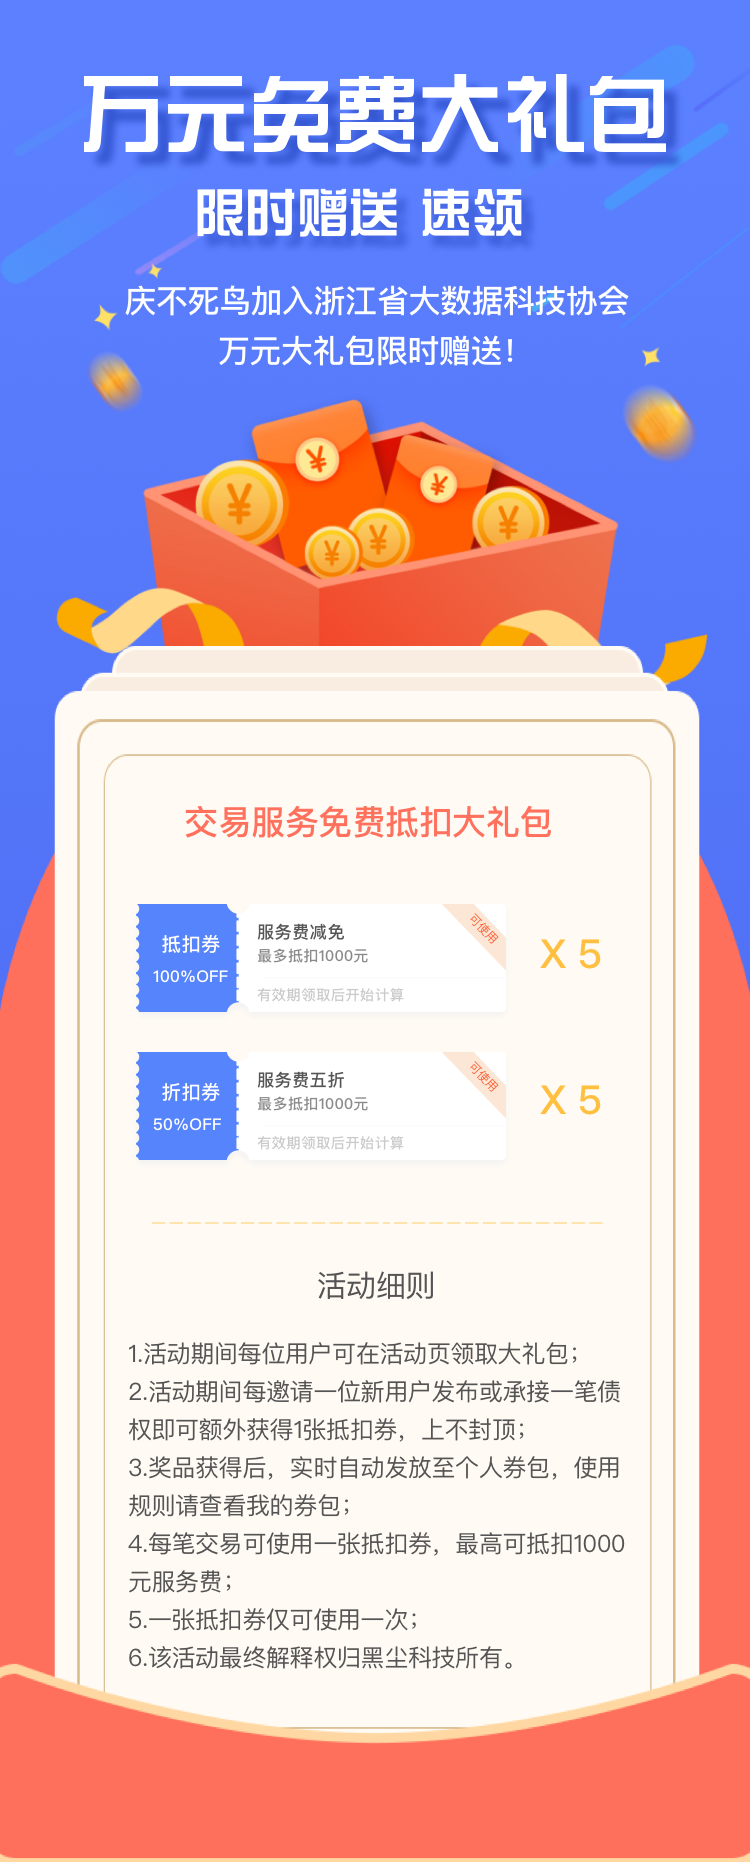 万元免费大礼包
限时赠送 速领
庆不死鸟加入浙江省大数据科技协会
万元大礼包限时赠送！
¥
¥
¥
¥
¥
¥
交易服务免费抵扣大礼包
抵扣券
100%OFF
服务费减免
最多抵扣1000元
有效期领取后开始计算
可使用
X 5
折扣券
50%OFF
服务费五折
最多抵扣1000元
有效期领取后开始计算
可使用
X 5
活动细则
1.活动期间每位用户可在活动页领取大礼包；
2.活动期间每邀请一位新用户发布或承接一笔债
权即可额外获得1张抵扣券，上不封顶；
3.奖品获得后，实时自动发放至个人券包，使用
规则请查看我的券包；
4.每笔交易可使用一张抵扣券，最高可抵扣1000
元服务费；
5.一张抵扣券仅可使用一次；
6.该活动最终解释权归黑尘科技所有。